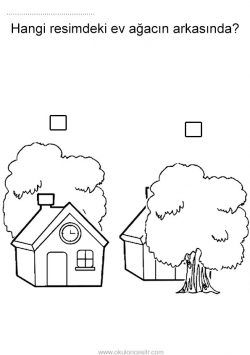 Hangi resimdeki ev ağacın arkasında?
www.okuloncesitr.com